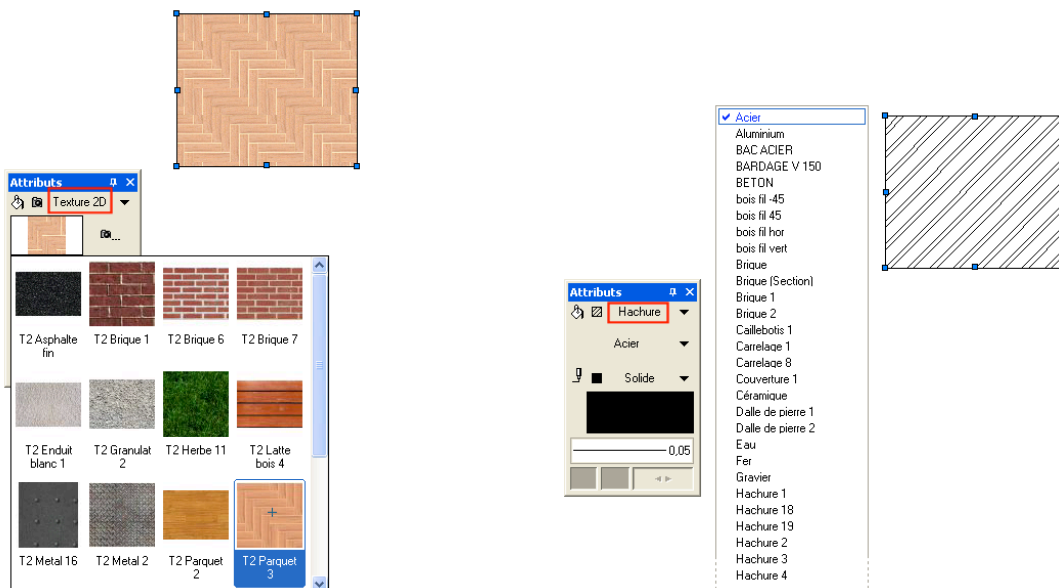 Attributs
Texture 2D
...
T2 Asphalte
fin
T2 Brique 1
T2 Brique 6
T2 Brique 7
T2 Enduit
blanc 1
T2 Granulat
2
T2 Herbe 11
T2 Latte
bois 4
T2 Metal 16
T2 Metal 2
T2 Parquet
2
T2 Parquet
3
Attributs
Hachure
Acier
Solide
0,05
Acier
Aluminium
BAC ACIER
BARDAGE V 150
BETON
bois fil -45
bois fil 45
bois fil hor
bois fil vert
Brique
Brique (Section)
Brique 1
Brique 2
Caillebotis 1
Carrelage 1
Carrelage 8
Couverture 1
Céramique
Dalle de pierre 1
Dalle de pierre 2
Eau
Fer
Gravier
Hachure 1
Hachure 18
Hachure 19
Hachure 2
Hachure 3
Hachure 4